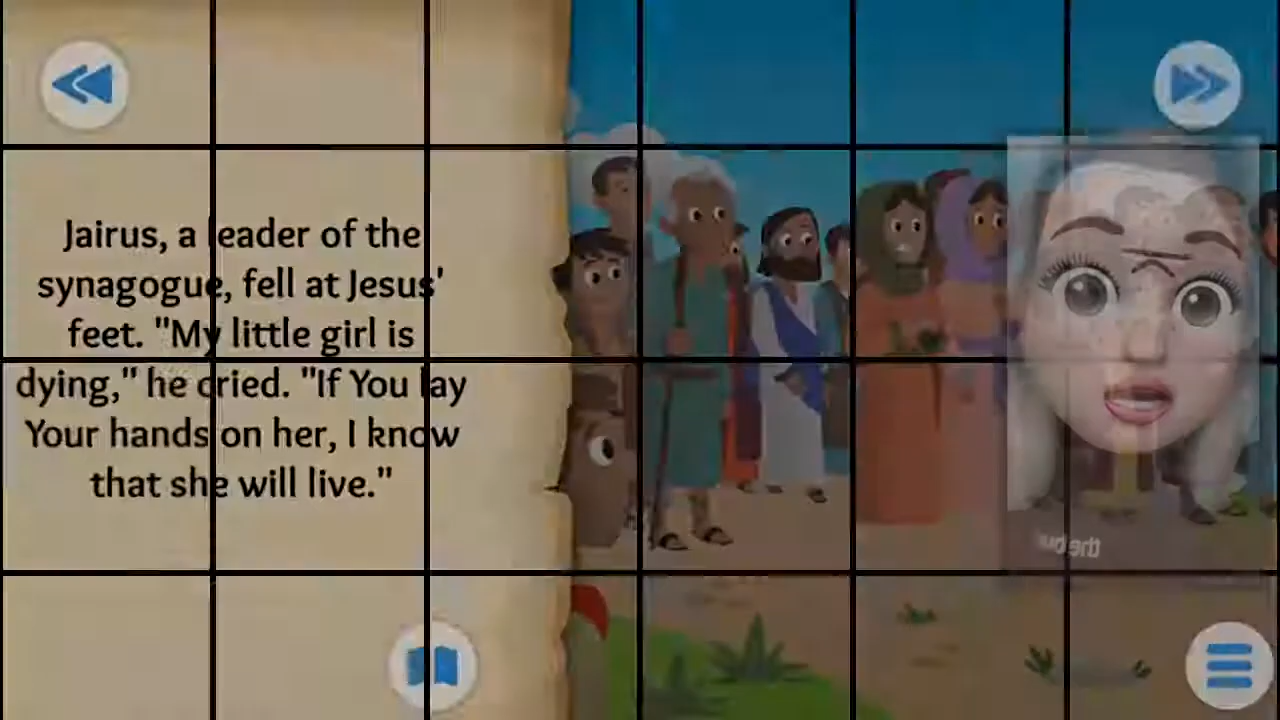 Jairus, a leader of the
synagogue, fell at Jesus'
feet. "My little girl is
dying," he cried. "If You lay
Your hands on her, I know
that she will live."